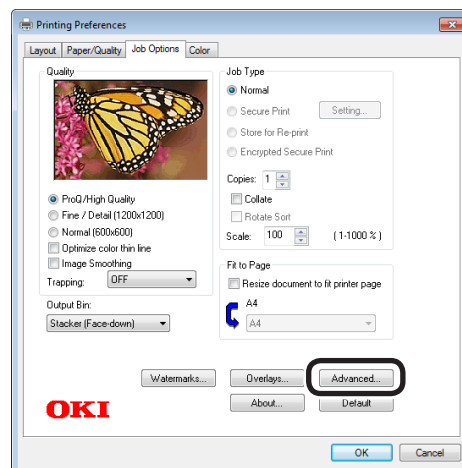 Printing Preferences
Layout
Paper/Quality
Job Options
Color
Quality
ProQ/High Quality
Fine / Detail (1200x1200)
Normal (600x600)
Optimize color thin line
Image Smoothing
Trapping: OFF
Output Bin:
Stacker (Face-down)
Job Type
Normal
Secure Print
Setting...
Store for Re-print
Encrypted Secure Print
Copies: 1
Collate
Rotate Sort
Scale: 100 (1-1000 %)
Fit to Page
Resize document to fit printer page
A4
A4
Watermarks...
Overlays...
Advanced...
About...
Default
OKI
OK
Cancel